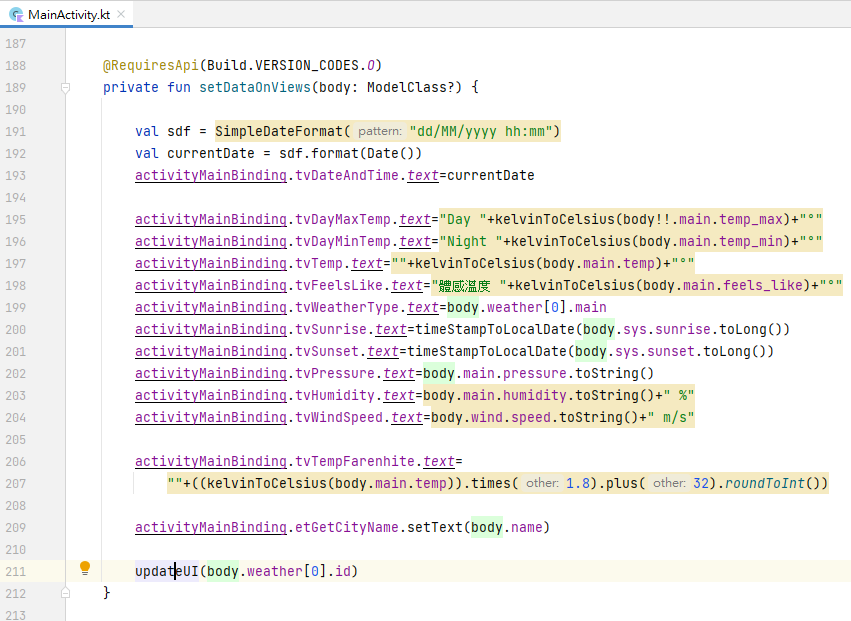 MainActivity.kt
187
188 @RequiresApi(Build.VERSION_CODES.O)
189 private fun setDataOnViews(body: ModelClass?) {
190
191 val sdf = SimpleDateFormat( pattern: "dd/MM/yyyy hh:mm")
192 val currentDate = sdf.format(Date())
193 activityMainBinding.tvDateAndTime.text=currentDate
194
195 activityMainBinding.tvDayMaxTemp.text="Day "+kelvinToCelsius(body!!.main.temp_max)+"°"
196 activityMainBinding.tvDayMinTemp.text="Night "+kelvinToCelsius(body.main.temp_min)+"°"
197 activityMainBinding.tvTemp.text=""+kelvinToCelsius(body.main.temp)+"°"
198 activityMainBinding.tvFeelsLike.text="體感溫度 "+kelvinToCelsius(body.main.feels_like)+"°"
199 activityMainBinding.tvWeatherType.text=body.weather[0].main
200 activityMainBinding.tvSunrise.text=timeStampToLocalDate(body.sys.sunrise.toLong())
201 activityMainBinding.tvSunset.text=timeStampToLocalDate(body.sys.sunset.toLong())
202 activityMainBinding.tvPressure.text=body.main.pressure.toString()
203 activityMainBinding.tvHumidity.text=body.main.humidity.toString()+" %"
204 activityMainBinding.tvWindSpeed.text=body.wind.speed.toString()+" m/s"
205
206 activityMainBinding.tvTempFarenhite.text=
207 ""+((kelvinToCelsius(body.main.temp)).times( other: 1.8).plus( other: 32).roundToInt())
208
209 activityMainBinding.etGetCityName.setText(body.name)
210
211 updateUI(body.weather[0].id)
212 }
213